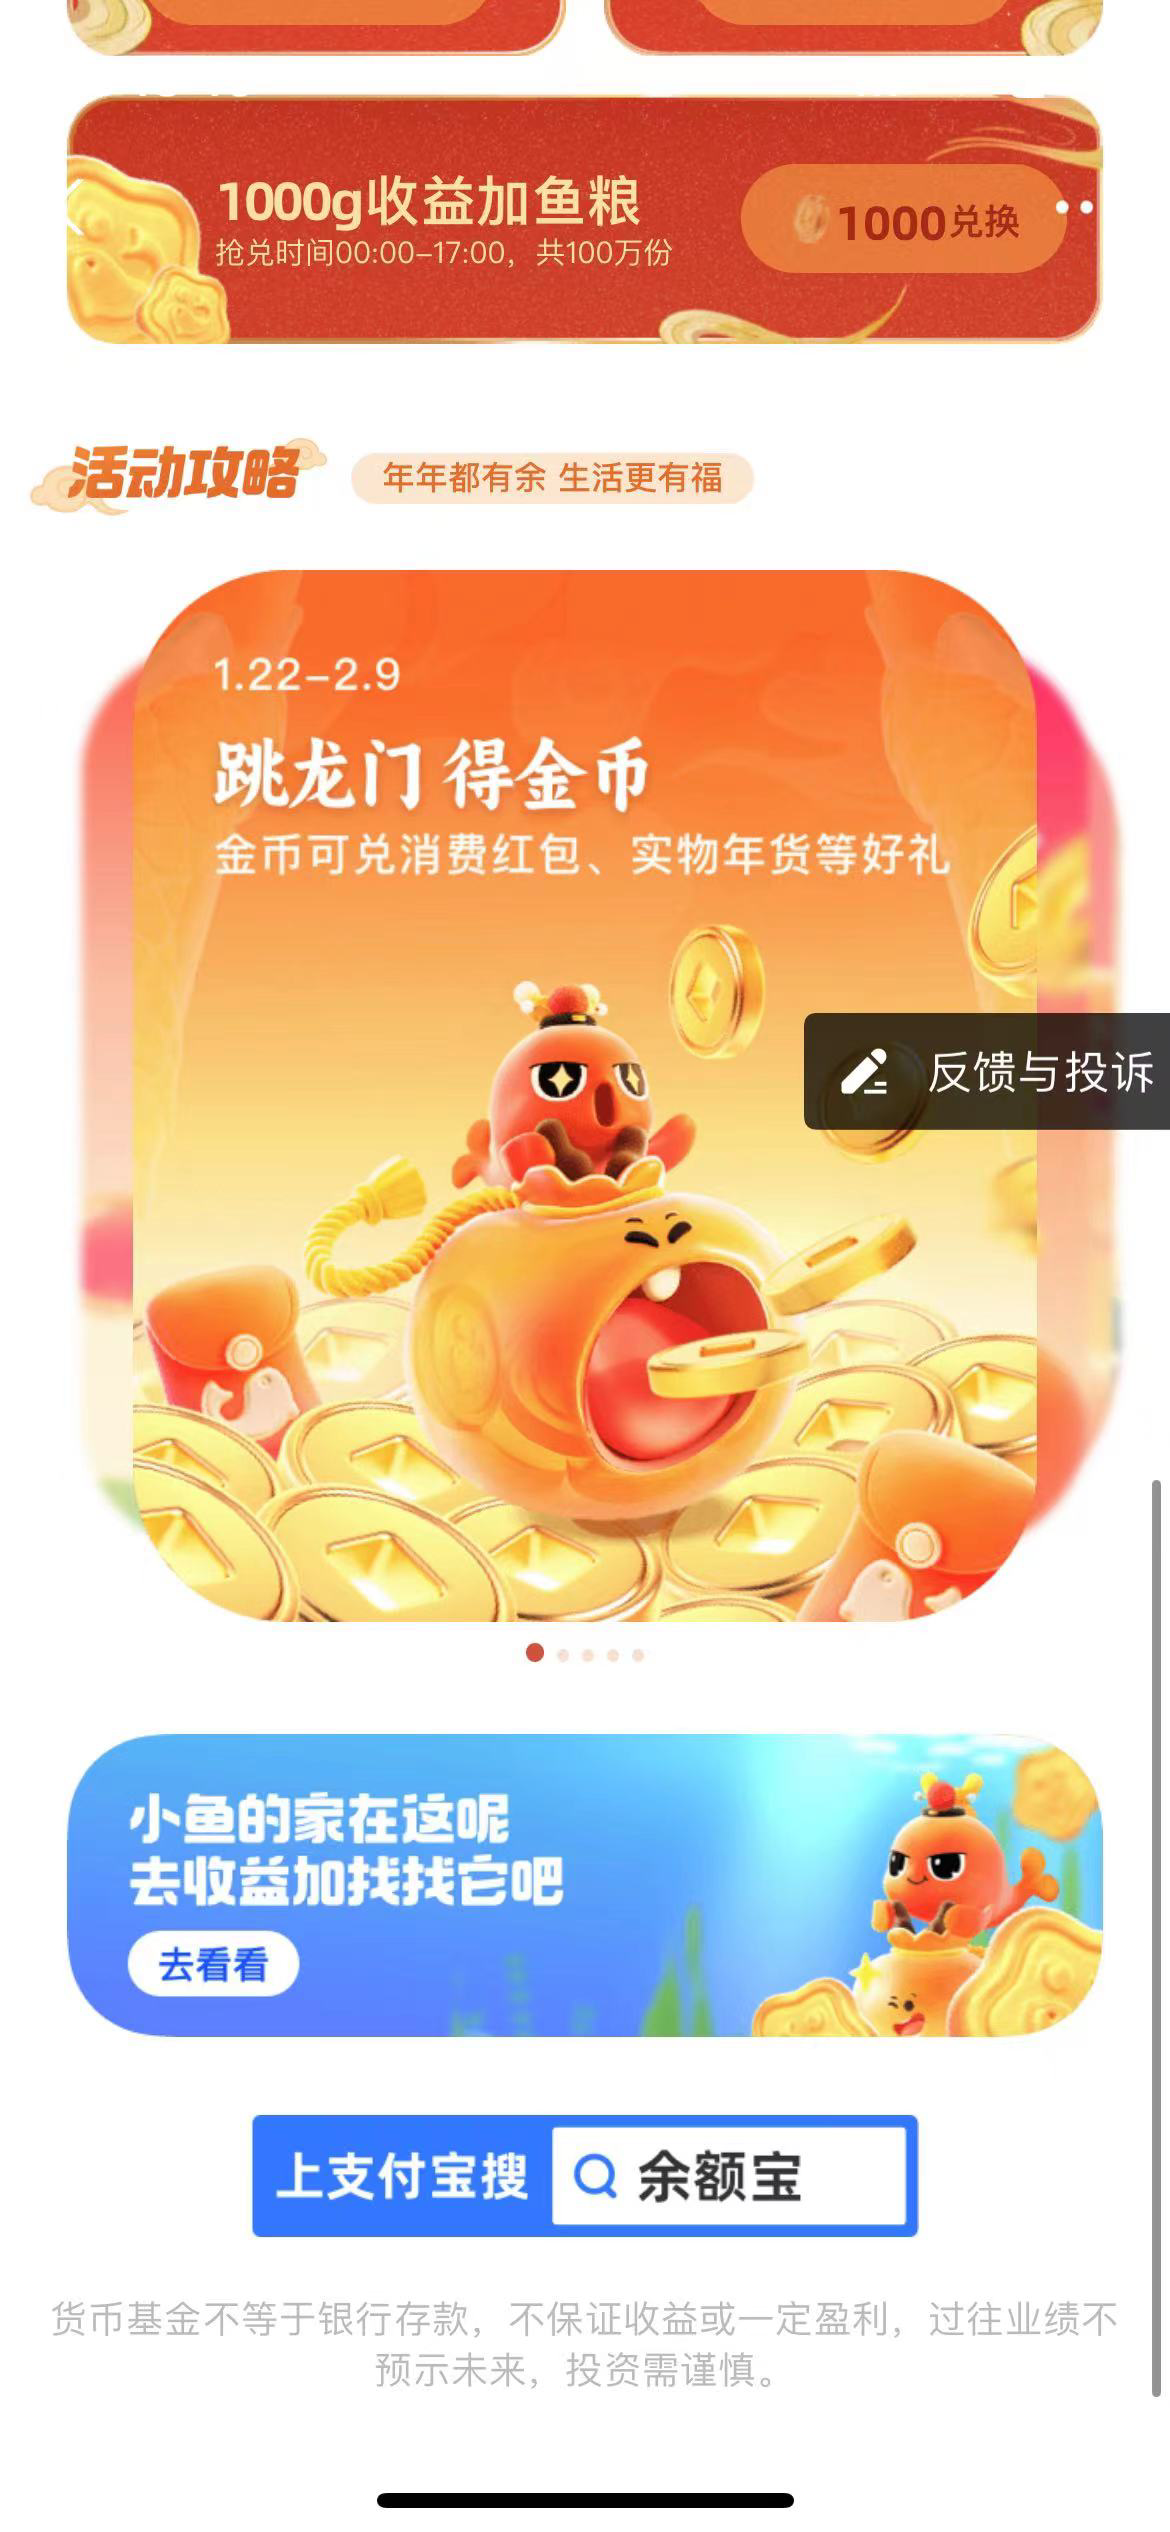 1000g收益加鱼粮
1000兑换
抢兑时间00:00-17:00，共100万份
活动攻略
年年都有余 生活更有福
1.22-2.9
跳龙门 得金币
金币可兑消费红包、实物年货等好礼
反馈与投诉
小鱼的家在这呢
去收益加找找它吧
去看看
上支付宝搜
余额宝
货币基金不等于银行存款，不保证收益或一定盈利，过往业绩不
预示未来，投资需谨慎。